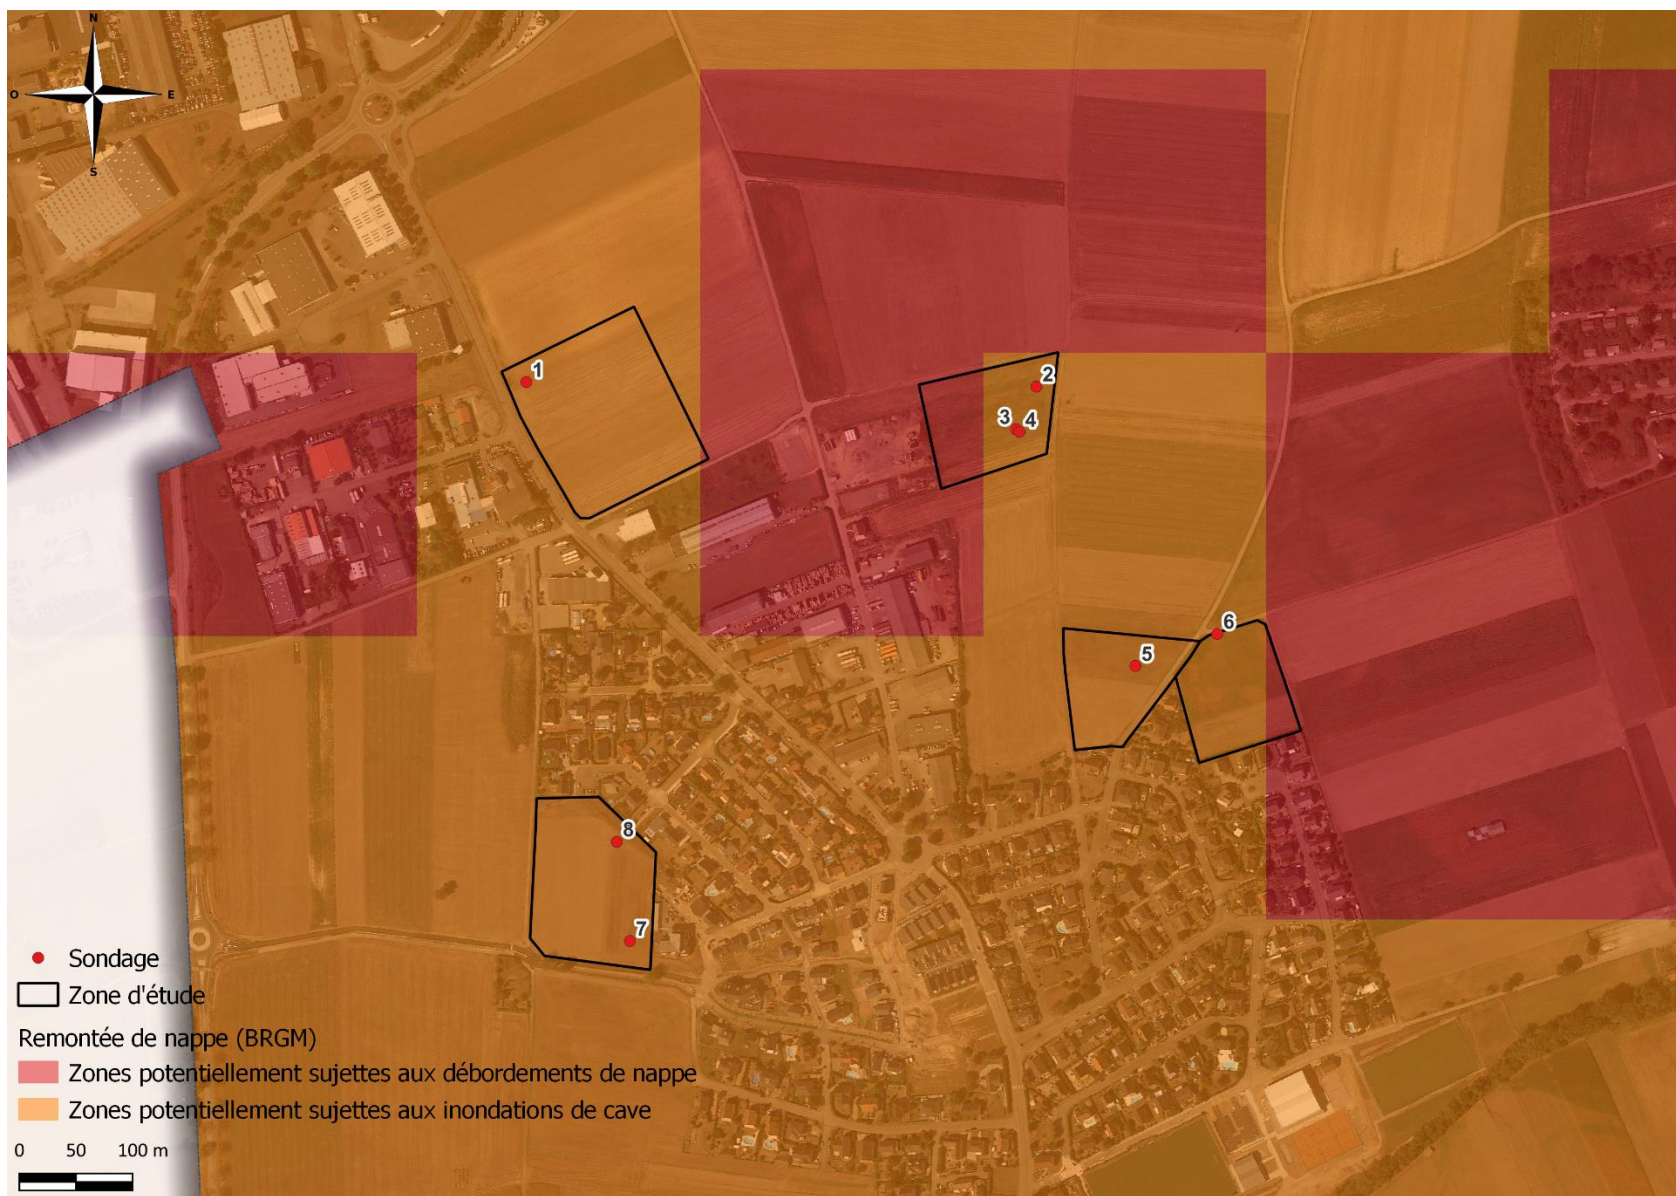 N
O
E
S
1
2
3
4
6
5
8
7
Sondage
Zone d'étude
Remontée de nappe (BRGM)
Zones potentiellement sujettes aux débordements de nappe
Zones potentiellement sujettes aux inondations de cave
0 50 100 m